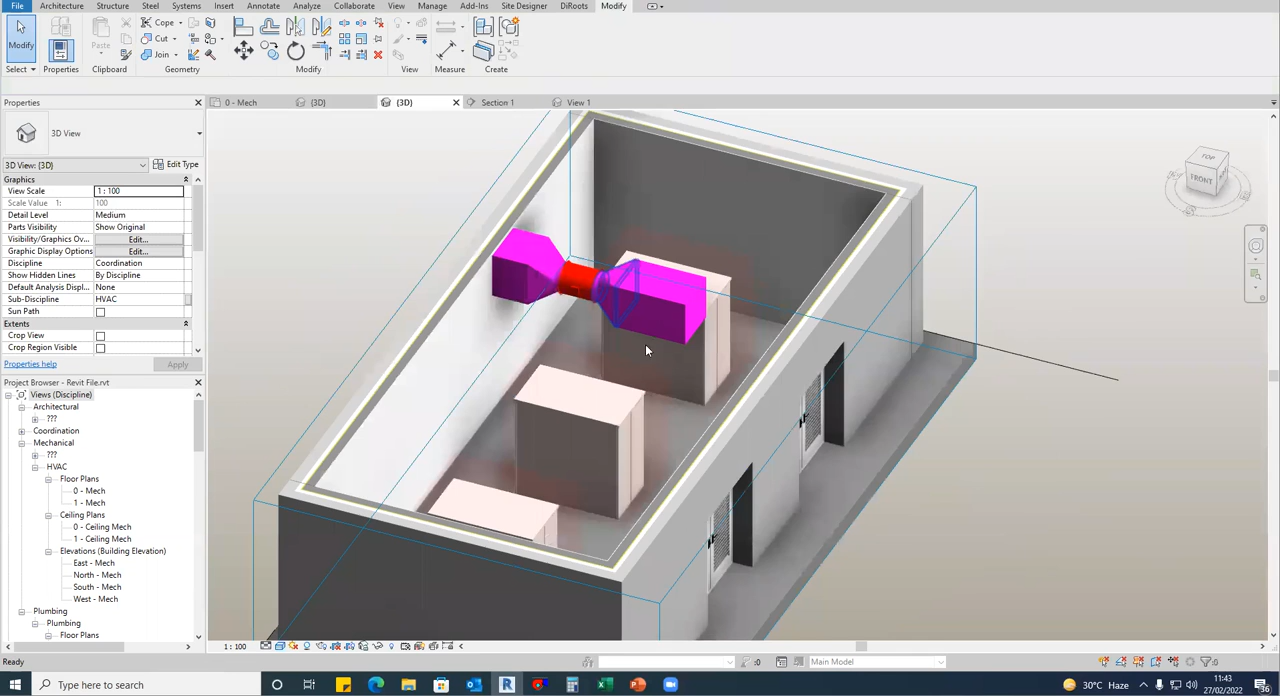 File Architecture Structure Steel Systems Insert Annotate Analyze Collaborate View Manage Add-Ins Site Designer DiRoots Modify
Modify
Select
Properties
Paste
Clipboard
Cope
Cut
Join
Geometry
Modify
View
Measure
Create
Properties
0 - Mech {3D} {3D} Section 1 View 1
3D View
3D View: {3D} Edit Type
Graphics
View Scale 1 : 100
Scale Value 1: 100
Detail Level Medium
Parts Visibility Show Original
Visibility/Graphics Ov... Edit...
Graphic Display Options Edit...
Discipline Coordination
Show Hidden Lines By Discipline
Default Analysis Displ... None
Sub-Discipline HVAC
Sun Path
Extents
Crop View
Crop Region Visible
Properties help Apply
TOP
FRONT
Project Browser - Revit File.rvt
Views (Discipline)
Architectural
???
Coordination
Mechanical
???
HVAC
Floor Plans
0 - Mech
1 - Mech
Ceiling Plans
0 - Ceiling Mech
1 - Ceiling Mech
Elevations (Building Elevation)
East - Mech
North - Mech
South - Mech
West - Mech
Plumbing
Plumbing
Floor Plans
1 : 100
Ready :0 Main Model :0
Type here to search
30°C Haze
11:43
27/02/2022